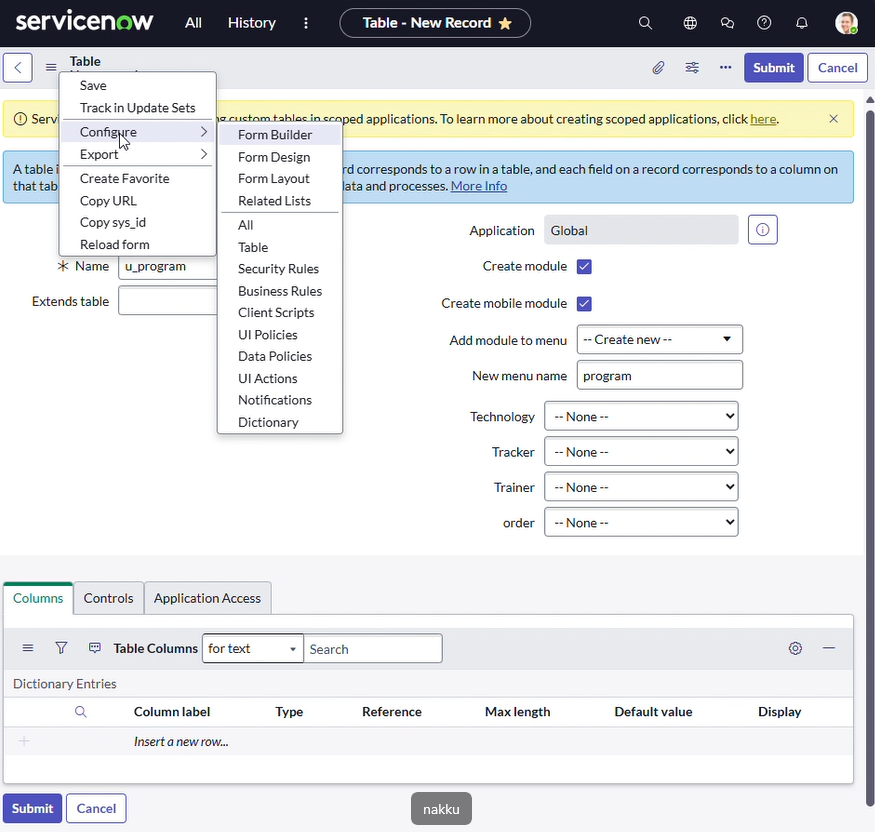 servicenow All History Table - New Record
Table
Submit Cancel
Save
Track in Update Sets
Configure
Export
Create Favorite
Copy URL
Copy sys_id
Reload form
Form Builder
Form Design
Form Layout
Related Lists
All
Table
Security Rules
Business Rules
Client Scripts
UI Policies
Data Policies
UI Actions
Notifications
Dictionary
Servi
custom tables in scoped applications. To learn more about creating scoped applications, click here.
A table i
rd corresponds to a row in a table, and each field on a record corresponds to a column on
that tab
data and processes. More Info
Name u_program
Extends table
Application Global
Create module
Create mobile module
Add module to menu -- Create new --
New menu name program
Technology -- None --
Tracker -- None --
Trainer -- None --
order -- None --
Columns Controls Application Access
Table Columns for text Search
Dictionary Entries
Column label Type Reference Max length Default value Display
Insert a new row...
Submit Cancel
nakku